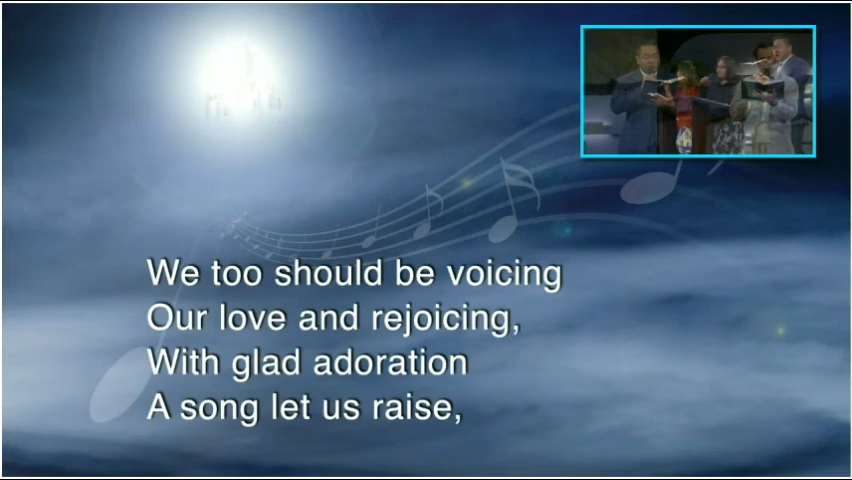 We too should be voicing
Our love and rejoicing,
With glad adoration
A song let us raise,